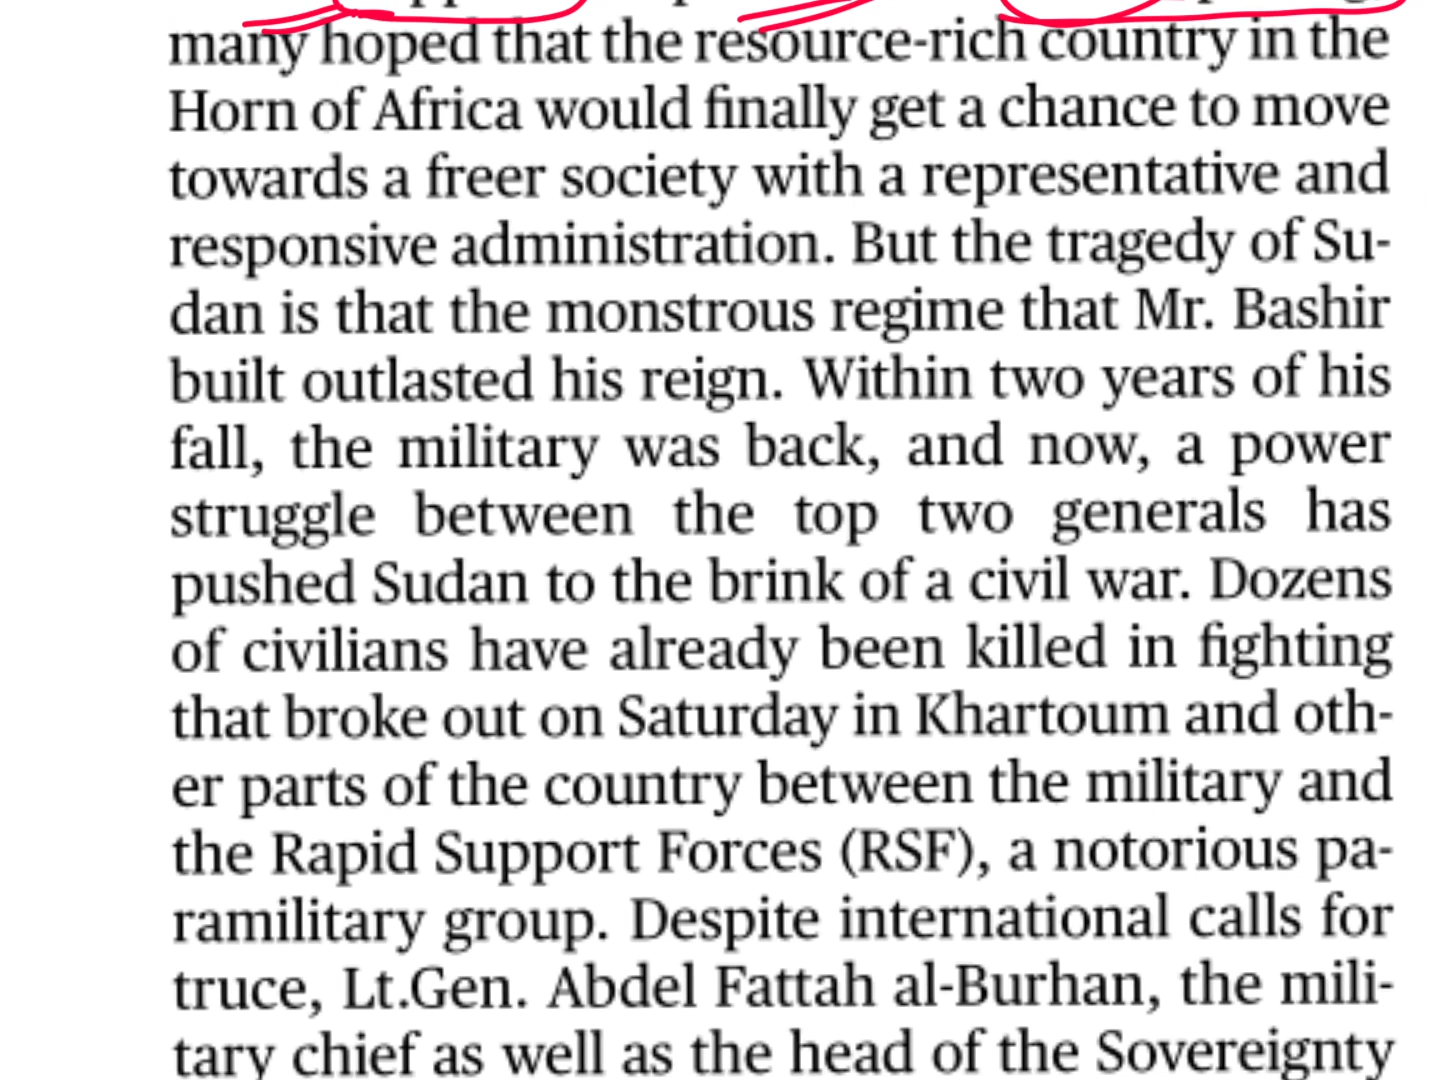 many hoped that the resource-rich country in the
Horn of Africa would finally get a chance to move
towards a freer society with a representative and
responsive administration. But the tragedy of Su-
dan is that the monstrous regime that Mr. Bashir
built outlasted his reign. Within two years of his
fall, the military was back, and now, a power
struggle between the top two generals has
pushed Sudan to the brink of a civil war. Dozens
of civilians have already been killed in fighting
that broke out on Saturday in Khartoum and oth-
er parts of the country between the military and
the Rapid Support Forces (RSF), a notorious pa-
ramilitary group. Despite international calls for
truce, Lt.Gen. Abdel Fattah al-Burhan, the mili-
tary chief as well as the head of the Sovereignty